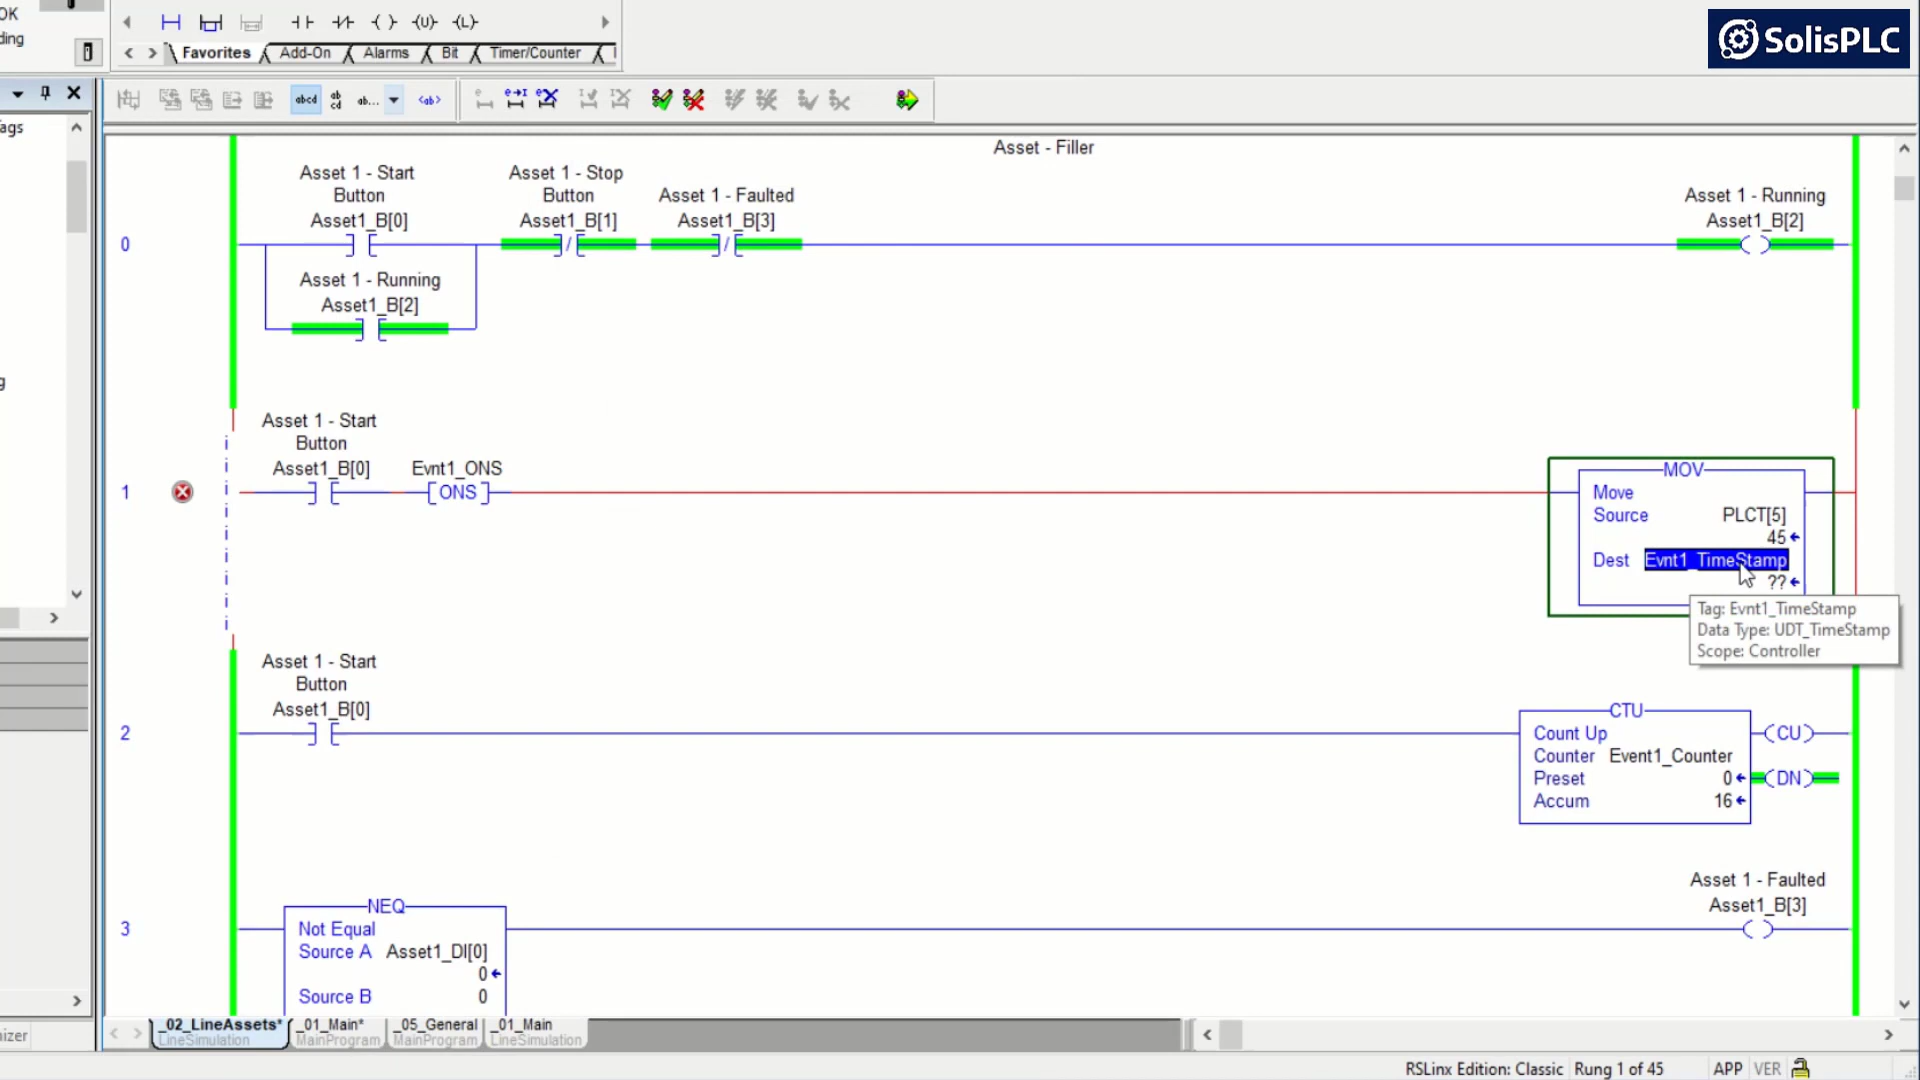 OK
ding
Favorites
Add-On
Alarms
Bit
Timer/Counter
SolisPLC
abcd
ab
cd
ab...
<ab>
ags
Asset - Filler
Asset 1 - Start
Button
Asset1_B[0]
Asset 1 - Stop
Button
Asset1_B[1]
Asset 1 - Faulted
Asset1_B[3]
Asset 1 - Running
Asset1_B[2]
0
Asset 1 - Running
Asset1_B[2]
Asset 1 - Start
Button
Asset1_B[0]
Evnt1_ONS
1
ONS
MOV
Move
Source PLCT[5]
45
Dest Evnt1_TimeStamp
??
Tag: Evnt1_TimeStamp
Data Type: UDT_TimeStamp
Scope: Controller
Asset 1 - Start
Button
Asset1_B[0]
2
CTU
Count Up
Counter Event1_Counter
Preset 0
Accum 16
CU
DN
3
NEQ
Not Equal
Source A Asset1_DI[0]
0
Source B 0
Asset 1 - Faulted
Asset1_B[3]
_02_LineAssets*
LineSimulation
_01_Main*
MainProgram
_05_General
MainProgram
_01_Main
LineSimulation
nizer
RSLinx Edition: Classic Rung 1 of 45 APP VER